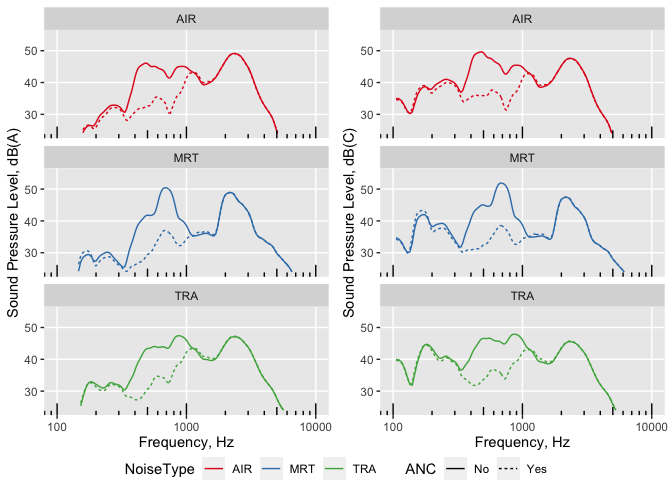 AIR
AIR
50
40
30
50
40
30
MRT
MRT
50
40
30
50
40
30
TRA
TRA
50
40
30
50
40
30
Sound Pressure Level, dB(A)
Sound Pressure Level, dB(C)
100 1000 10000
100 1000 10000
Frequency, Hz
Frequency, Hz
NoiseType AIR MRT TRA ANC No Yes